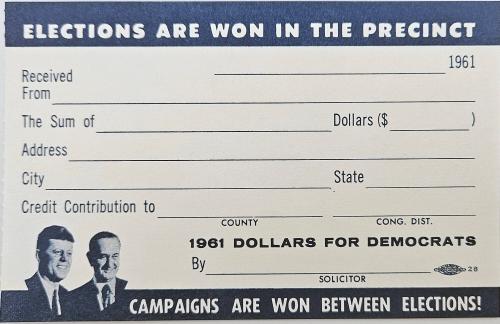 ELECTIONS ARE WON IN THE PRECINCT
1961
Received
From
The Sum of Dollars ($ )
Address
City State
Credit Contribution to
COUNTY CONG. DIST.
1961 DOLLARS FOR DEMOCRATS
By
28
SOLICITOR
CAMPAIGNS ARE WON BETWEEN ELECTIONS!